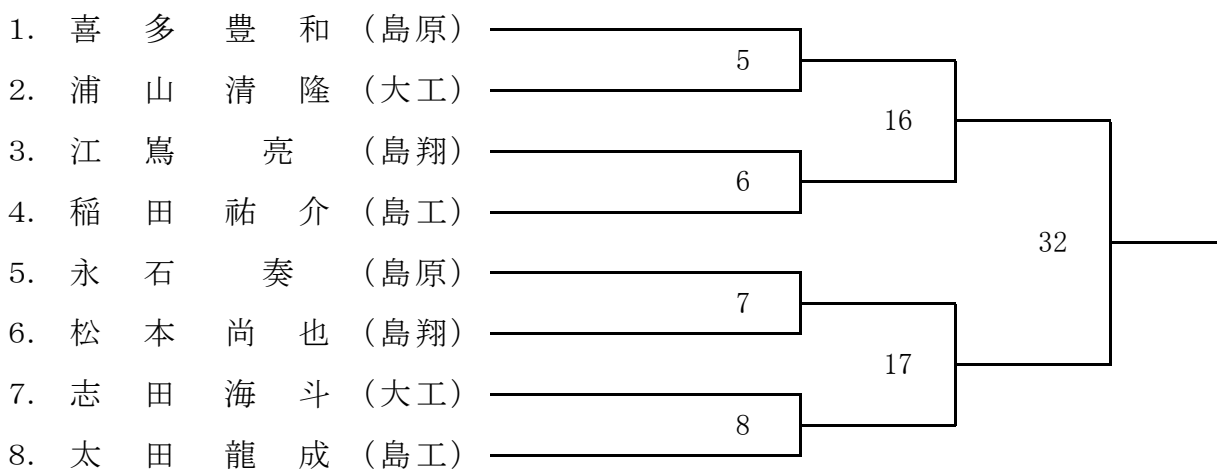 1. 喜多豊和 (島原)
5
2. 浦山清隆 (大工)
16
3. 江嶌亮 (島翔)
6
4. 稲田祐介 (島工)
32
5. 永石奏 (島原)
7
6. 松本尚也 (島翔)
17
7. 志田海斗 (大工)
8
8. 太田龍成 (島工)